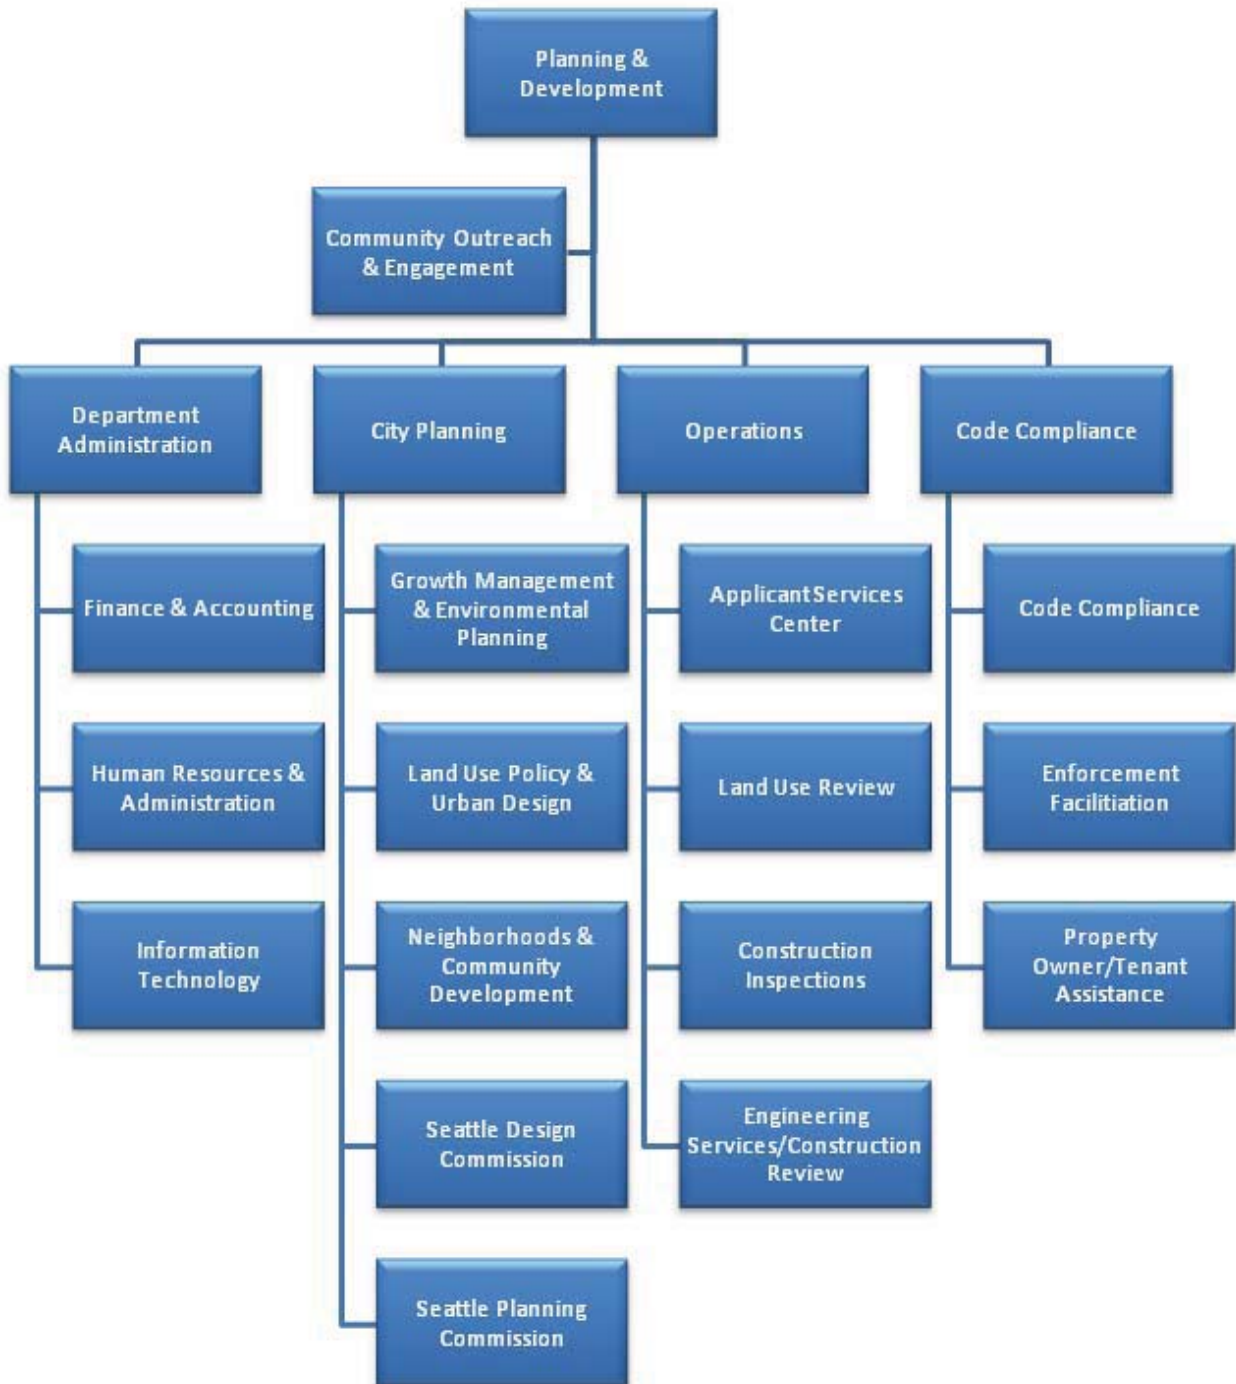 Planning &
Development
Community Outreach
& Engagement
Department
Administration
City Planning
Operations
Code Compliance
Finance & Accounting
Growth Management
& Environmental
Planning
Applicant Services
Center
Code Compliance
Human Resources &
Administration
Land Use Policy &
Urban Design
Land Use Review
Enforcement
Facilitiation
Information
Technology
Neighborhoods &
Community
Development
Construction
Inspections
Property
Owner/Tenant
Assistance
Seattle Design
Commission
Engineering
Services/Construction
Review
Seattle Planning
Commission